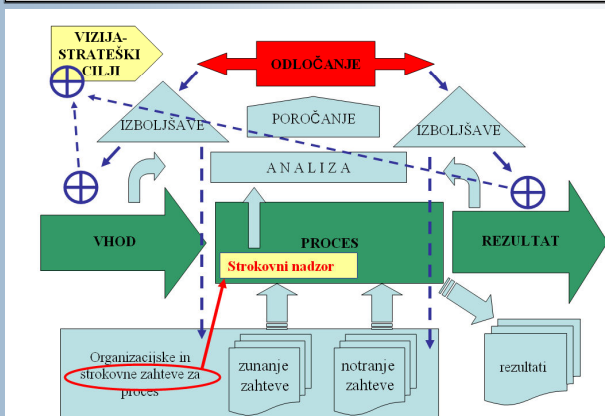 VIZIJA-
STRATEŠKI
CILJI
ODLOČANJE
IZBOLJŠAVE
POROČANJE
IZBOLJŠAVE
ANALIZA
VHOD
PROCES
REZULTAT
Strokovni nadzor
Organizacijske in
strokovne zahteve za
proces
zunanje
zahteve
notranje
zahteve
rezultati